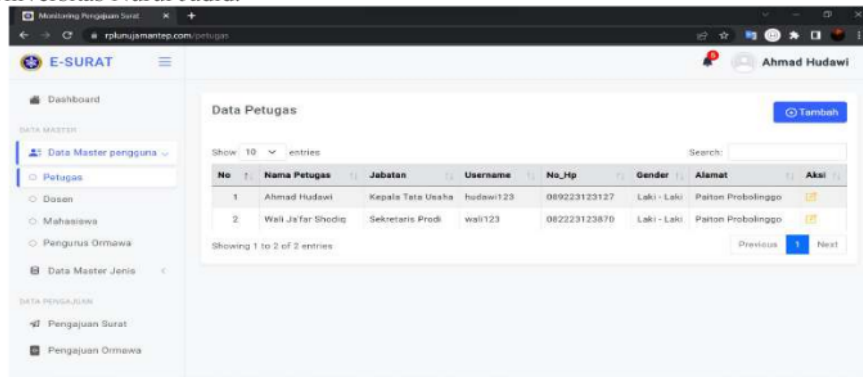 Monitoring Pengajuan Surat
rplunujamantep.com/petugas
E-SURAT
Ahmad Hudawi
Dashboard
DATA MASTER
Data Master pengguna
Petugas
Dosen
Mahasiswa
Pengurus Ormawa
Data Master Jenis
DATA PENGAJUAN
Pengajuan Surat
Pengajuan Ormawa
Data Petugas
Tambah
Show 10 entries
Search:
No Nama Petugas Jabatan Username No_Hp Gender Alamat Aksi
1 Ahmad Hudawi Kepala Tata Usaha hudawi123 089223123127 Laki - Laki Paiton Probolinggo
2 Wali Ja'far Shodiq Sekretaris Prodi wali123 082223123870 Laki - Laki Paiton Probolinggo
Showing 1 to 2 of 2 entries
Previous 1 Next